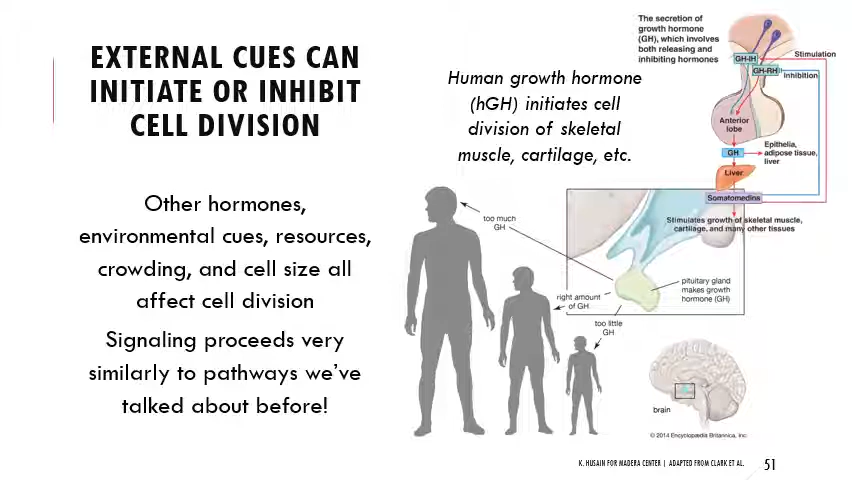 EXTERNAL CUES CAN
INITIATE OR INHIBIT
CELL DIVISION
Other hormones,
environmental cues, resources,
crowding, and cell size all
affect cell division
Signaling proceeds very
similarly to pathways we've
talked about before!
Human growth hormone
(hGH) initiates cell
division of skeletal
muscle, cartilage, etc.
The secretion of
growth hormone
(GH), which involves
both releasing and
inhibiting hormones
Stimulation
GH-IH
GH-RH
Inhibition
Anterior
lobe
GH
Epithelia,
adipose tissue,
liver
Liver
Somatomedins
Stimulates growth of skeletal muscle,
cartilage, and many other tissues
too much
GH
right amount
of GH
too little
GH
pituitary gland
makes growth
hormone (GH)
brain
© 2014 Encyclopædia Britannica, Inc.
K. HUSAIN FOR MADERA CENTER | ADAPTED FROM CLARK ET AL.
51